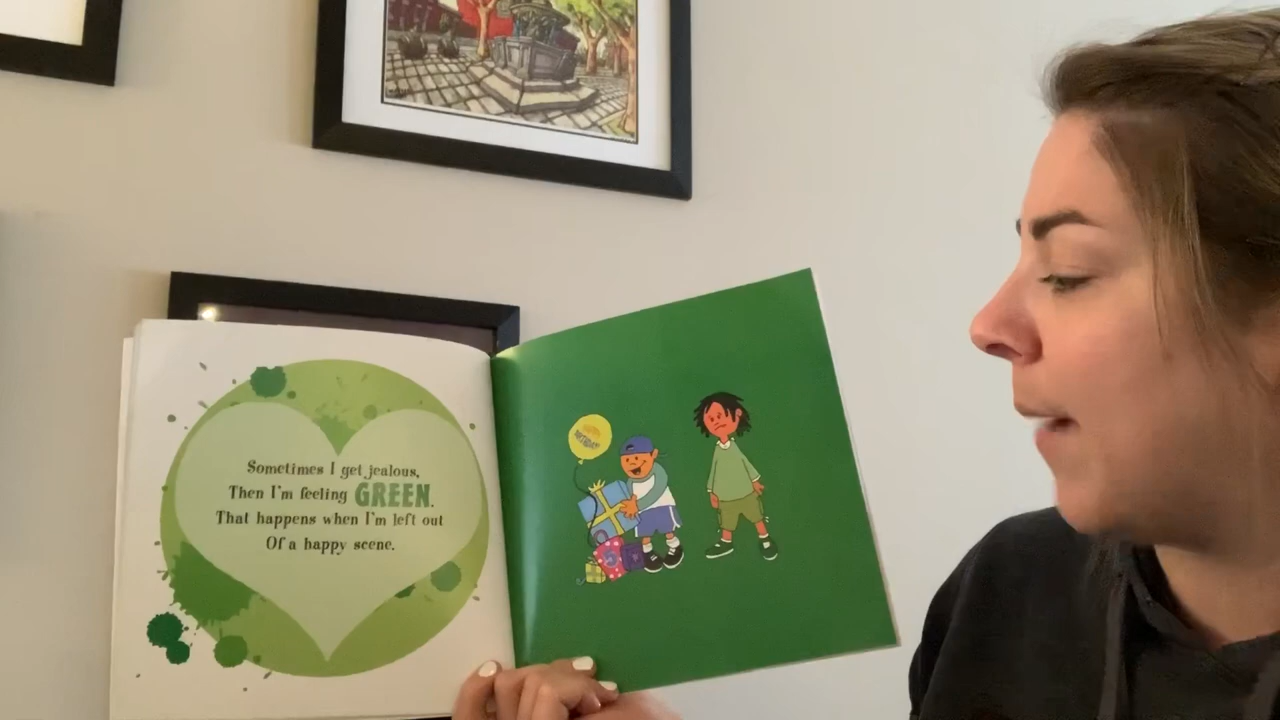 Sometimes I get jealous,
Then I'm feeling GREEN.
That happens when I'm left out
Of a happy scene.